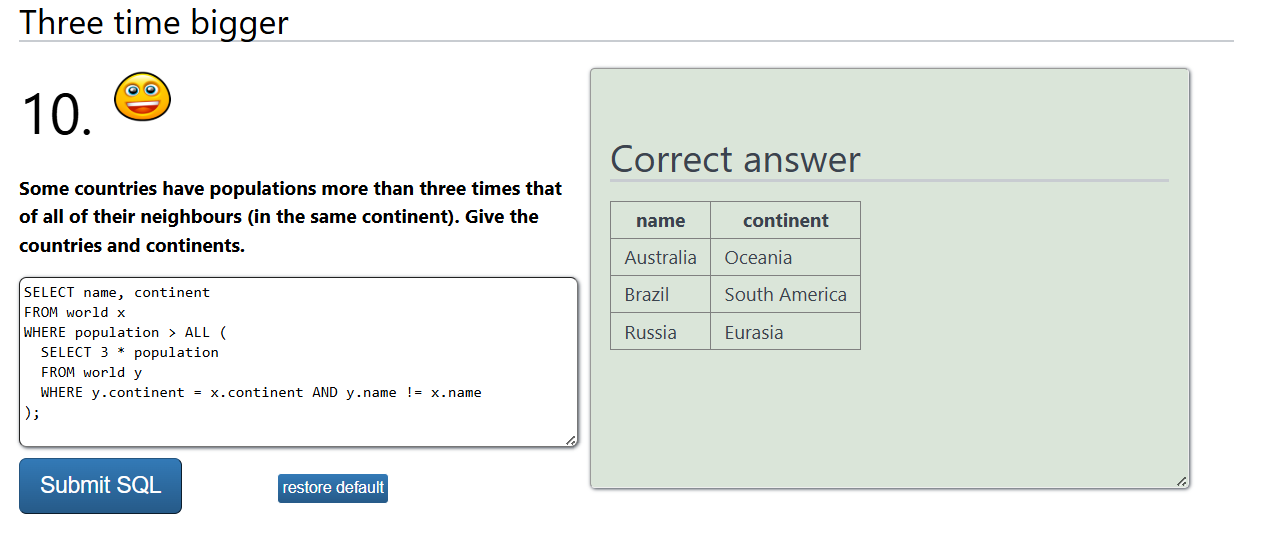 Three time bigger
10.
Some countries have populations more than three times that
of all of their neighbours (in the same continent). Give the
countries and continents.
SELECT name, continent
FROM world x
WHERE population > ALL (
  SELECT 3 * population
  FROM world y
  WHERE y.continent = x.continent AND y.name != x.name
);
Submit SQL
restore default
Correct answer
name continent
Australia Oceania
Brazil South America
Russia Eurasia